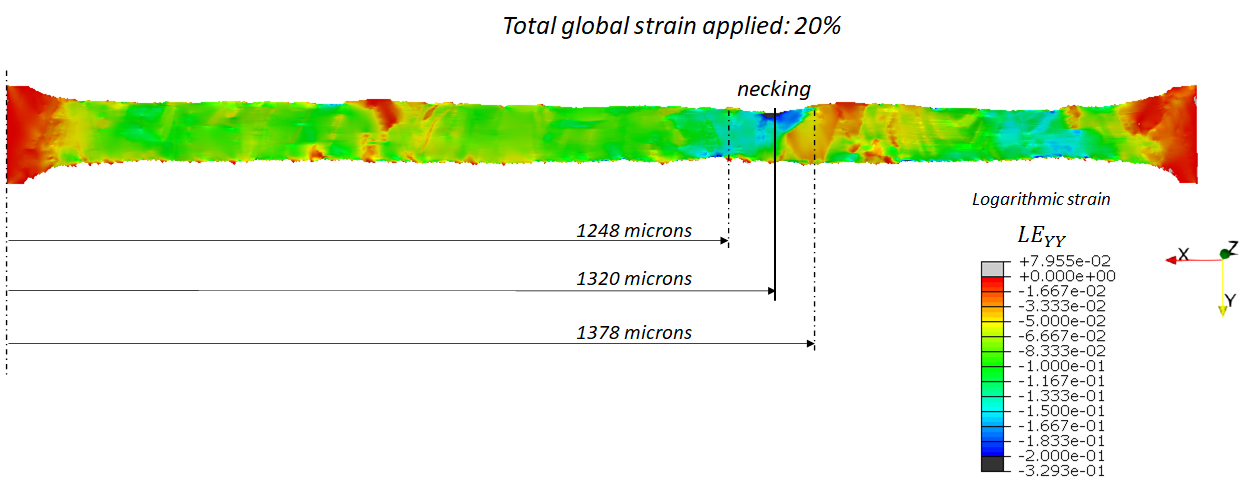 Total global strain applied: 20%
necking
1248 microns
1320 microns
1378 microns
Logarithmic strain
LE_YY
+7.955e-02
+0.000e+00
-1.667e-02
-3.333e-02
-5.000e-02
-6.667e-02
-8.333e-02
-1.000e-01
-1.167e-01
-1.333e-01
-1.500e-01
-1.667e-01
-1.833e-01
-2.000e-01
-3.293e-01
X
Z
Y